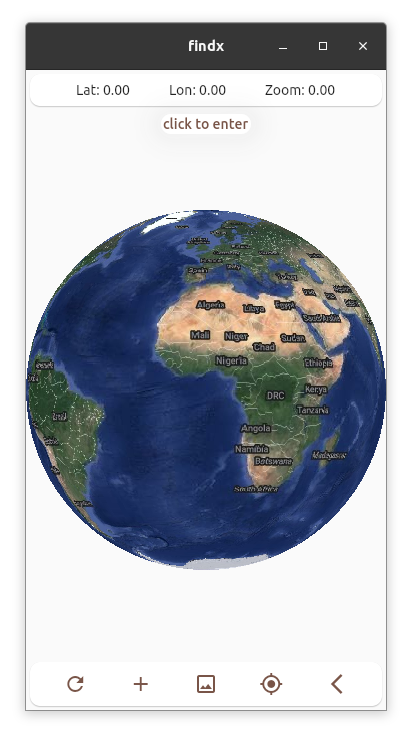 findx
Lat: 0.00 Lon: 0.00 Zoom: 0.00
click to enter
Turkey
Algeria
Libya
Egypt
Saudi Arabia
Mali
Niger
Chad
Sudan
Nigeria
Ethiopia
DRC
Kenya
Tanzania
Angola
Namibia
Botswana
Madagascar
South Africa